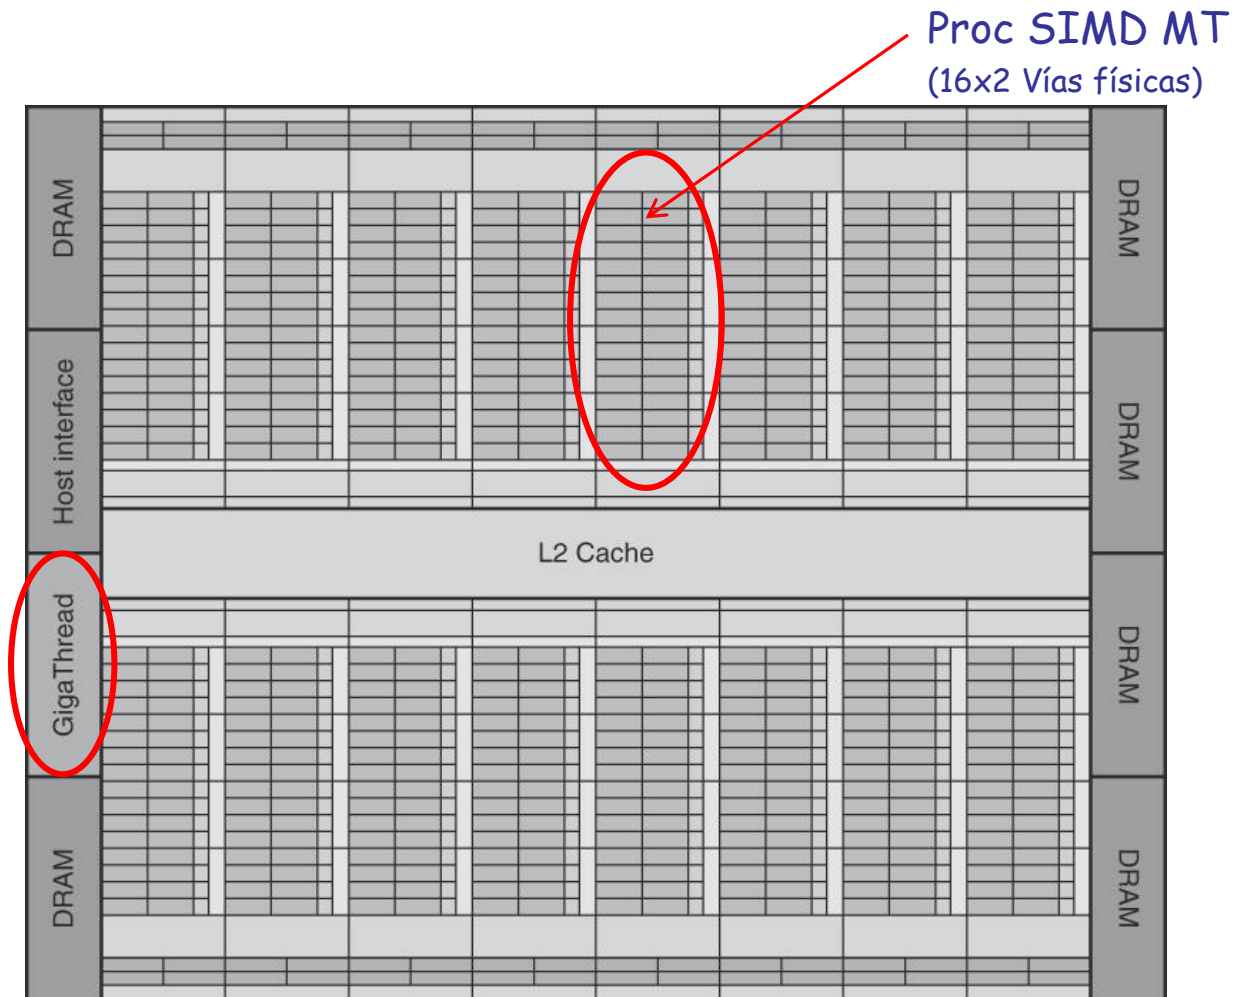 Proc SIMD MT
(16x2 Vías físicas)
DRAM
Host interface
GigaThread
DRAM
L2 Cache
DRAM
DRAM
DRAM
DRAM